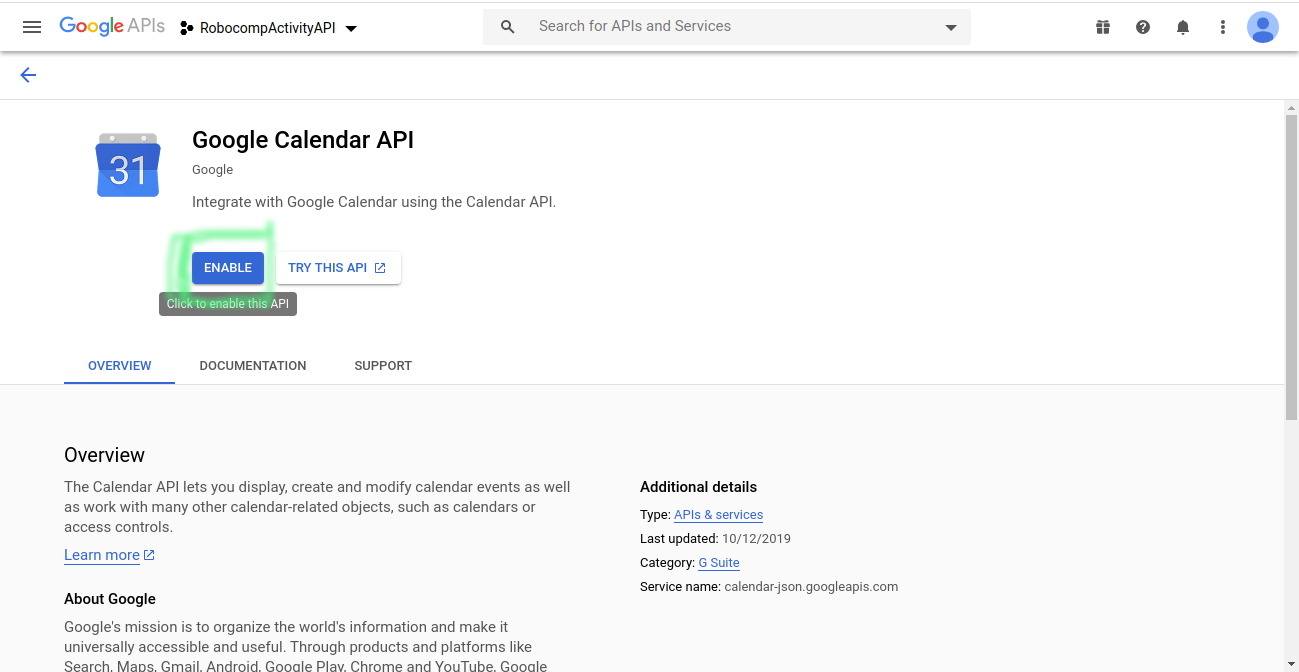 Google APIs RobocompActivityAPI Search for APIs and Services
31
Google Calendar API
Google
Integrate with Google Calendar using the Calendar API.
ENABLE TRY THIS API
Click to enable this API
OVERVIEW DOCUMENTATION SUPPORT
Overview
The Calendar API lets you display, create and modify calendar events as well
as work with many other calendar-related objects, such as calendars or
access controls.
Learn more
About Google
Google's mission is to organize the world's information and make it
universally accessible and useful. Through products and platforms like
Search, Maps, Gmail, Android, Google Play, Chrome and YouTube, Google
Additional details
Type: APIs & services
Last updated: 10/12/2019
Category: G Suite
Service name: calendar-json.googleapis.com